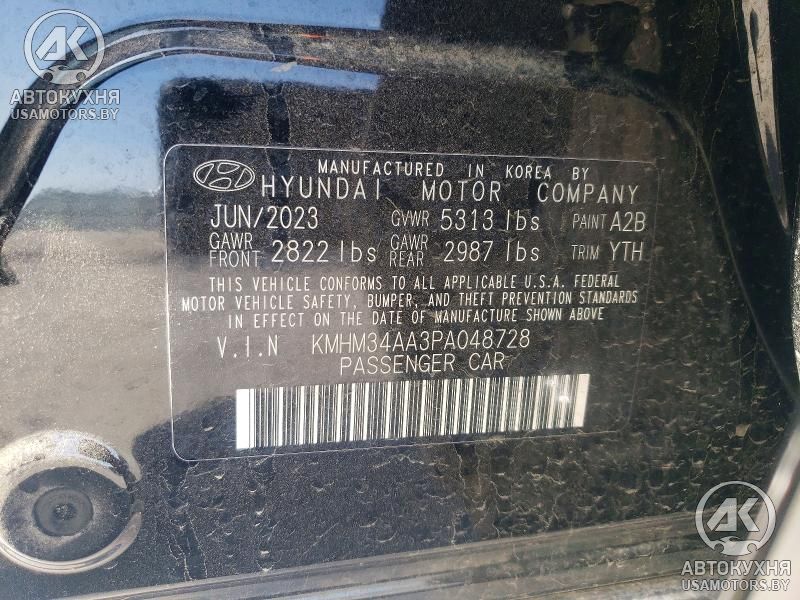 AK
АВТОКУХНЯ
USAMOTORS.BY
MANUFACTURED IN KOREA BY
HYUNDAI MOTOR COMPANY
JUN/2023 GVWR 5313 lbs PAINT A2B
GAWR FRONT 2822 lbs GAWR REAR 2987 lbs TRIM YTH
THIS VEHICLE CONFORMS TO ALL APPLICABLE U.S.A. FEDERAL
MOTOR VEHICLE SAFETY, BUMPER, AND THEFT PREVENTION STANDARDS
IN EFFECT ON THE DATE OF MANUFACTURE SHOWN ABOVE
V.I.N KMHM34AA3PA048728
PASSENGER CAR
AK
АВТОКУХНЯ
USAMOTORS.BY